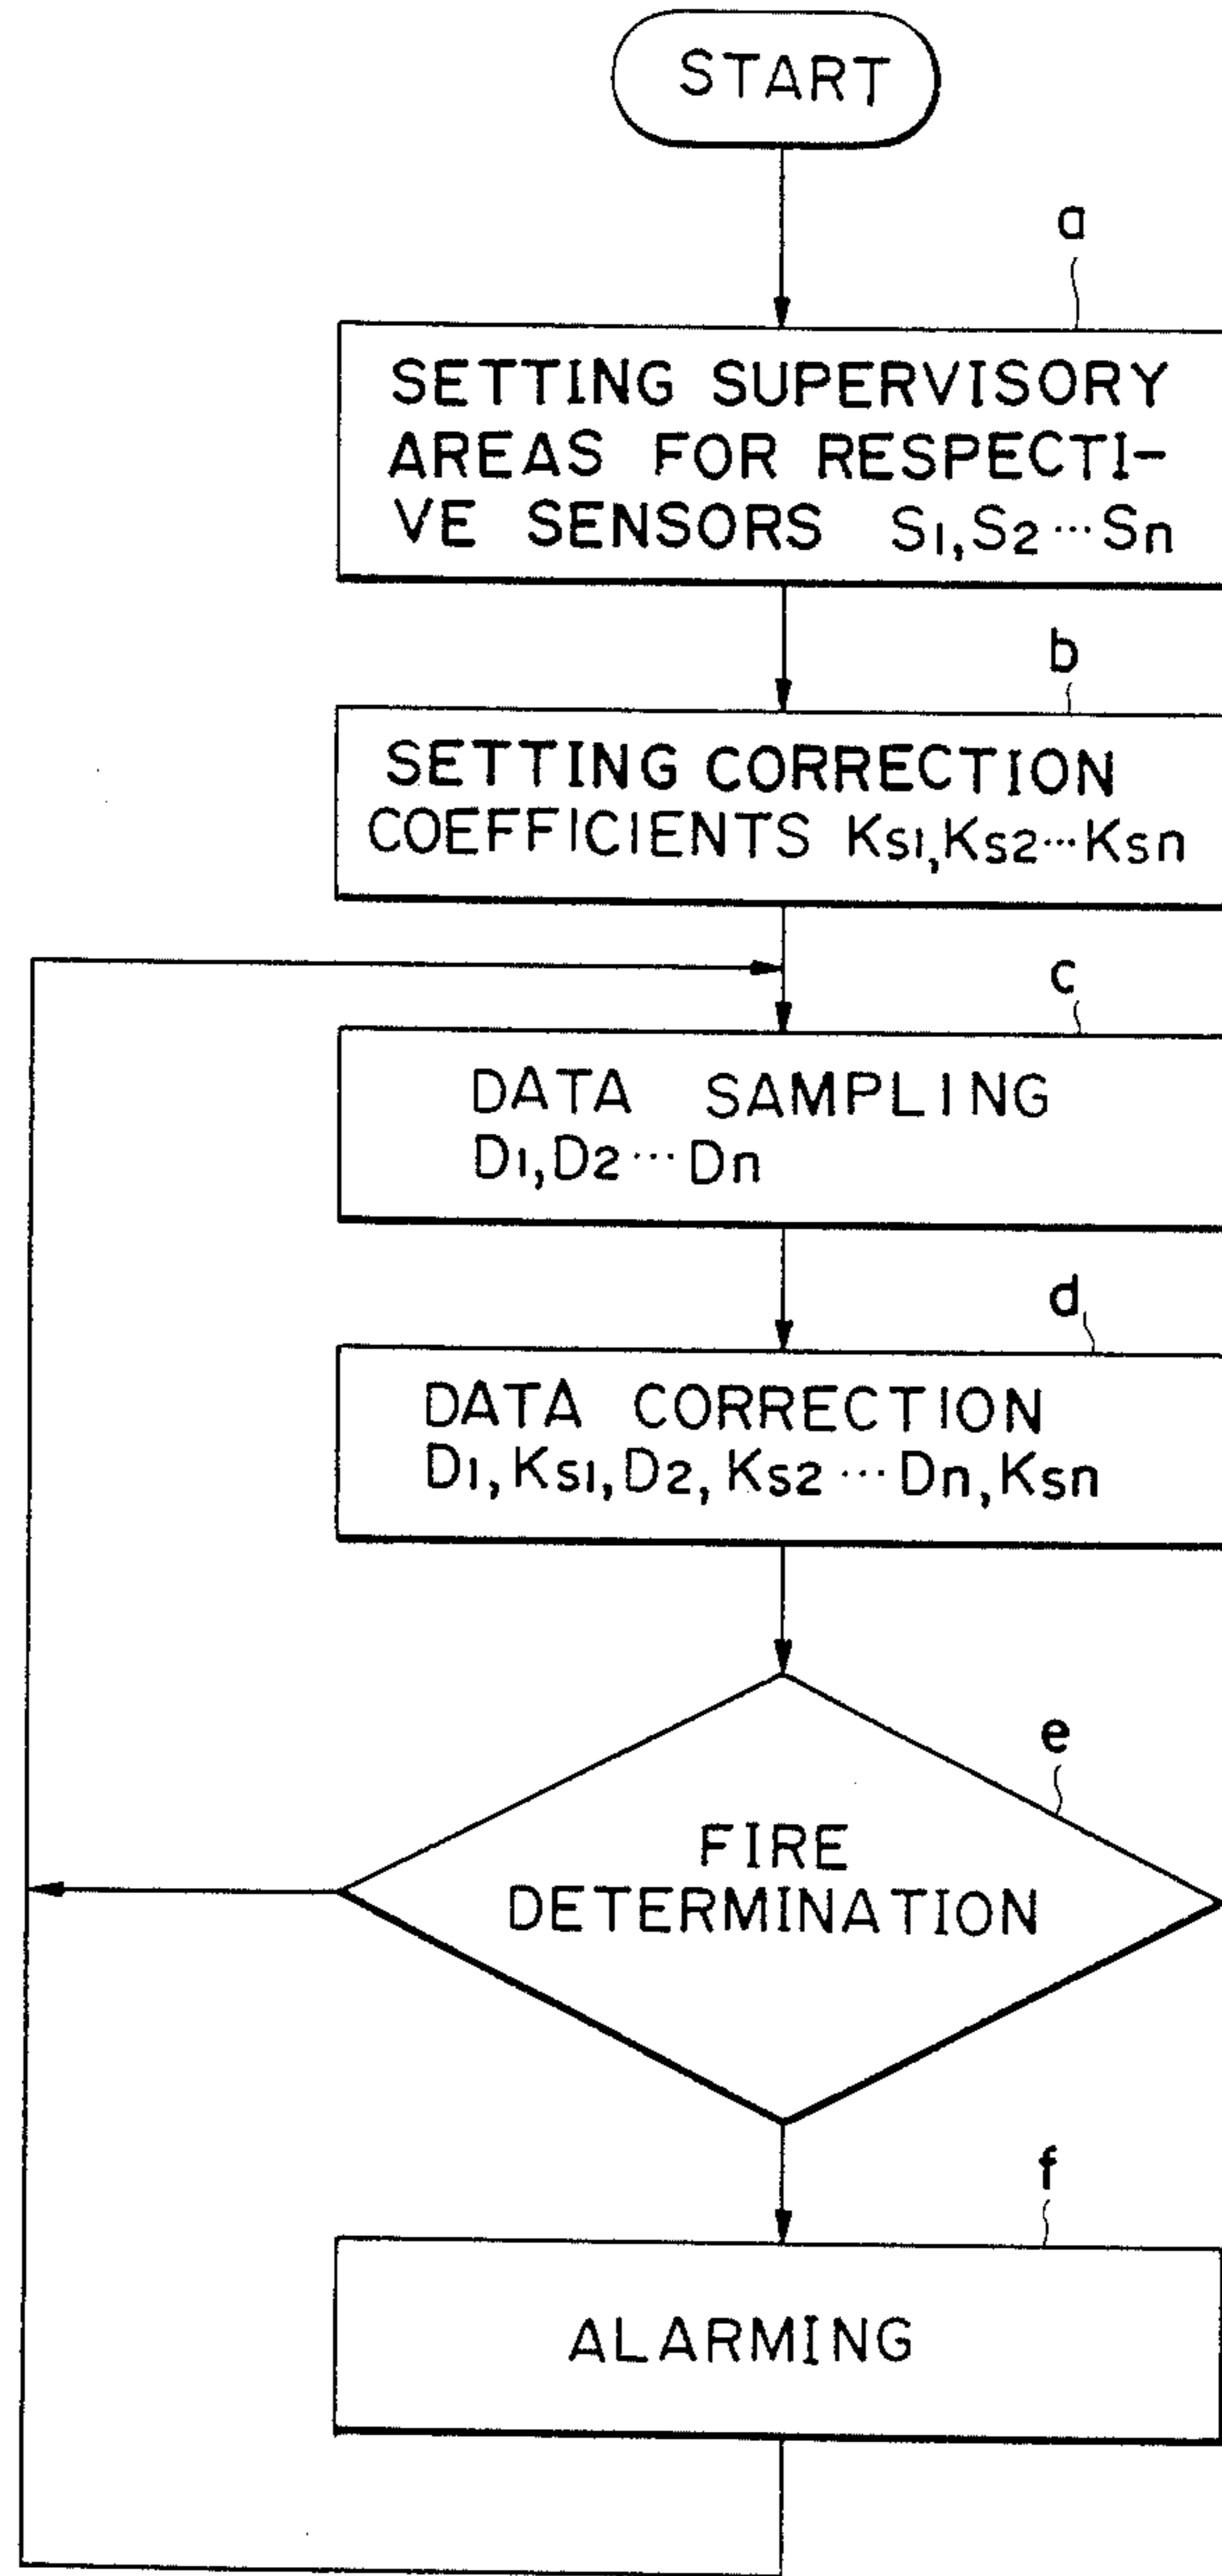 START
a
SETTING SUPERVISORY
AREAS FOR RESPECTI-
VE SENSORS S1,S2···Sn
b
SETTING CORRECTION
COEFFICIENTS Ks1,Ks2···Ksn
c
DATA SAMPLING
D1,D2···Dn
d
DATA CORRECTION
D1,Ks1,D2,Ks2···Dn,Ksn
e
FIRE
DETERMINATION
f
ALARMING